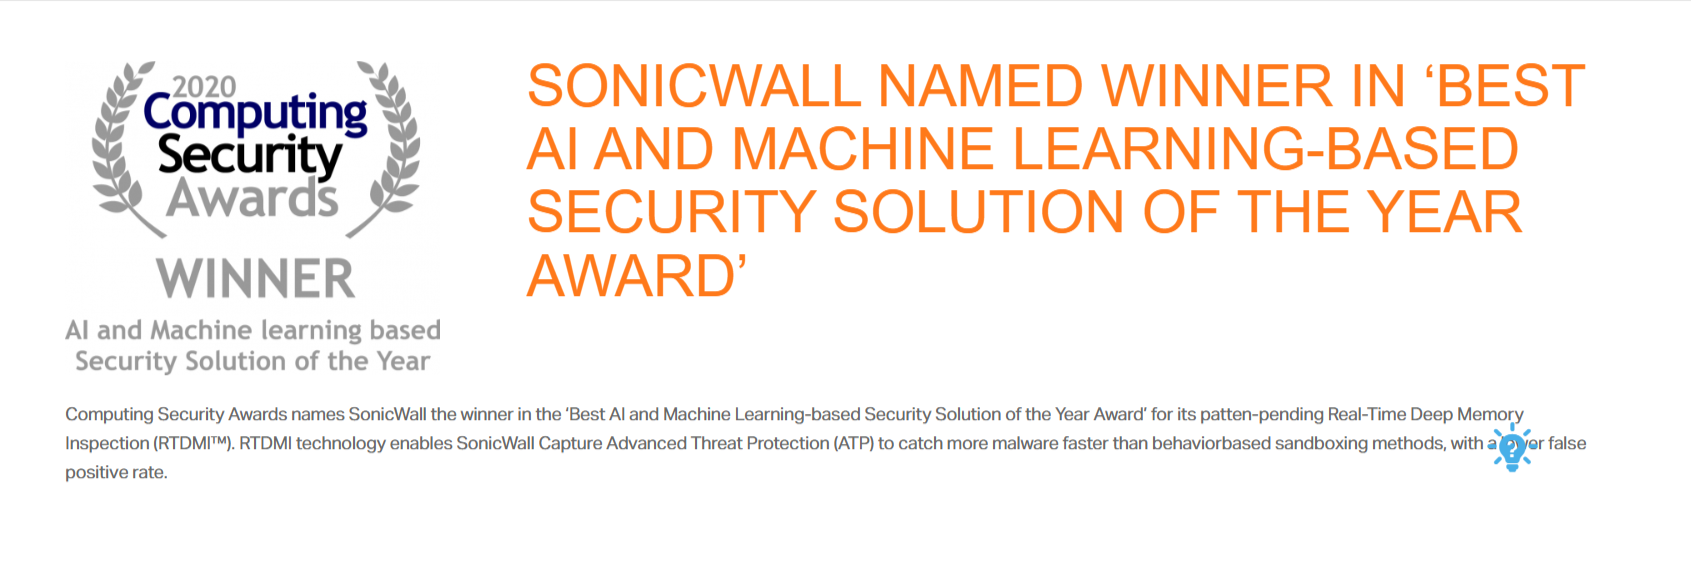 2020
Computing
Security
Awards
WINNER
AI and Machine learning based
Security Solution of the Year
SONICWALL NAMED WINNER IN ‘BEST
AI AND MACHINE LEARNING-BASED
SECURITY SOLUTION OF THE YEAR
AWARD’
Computing Security Awards names SonicWall the winner in the ‘Best AI and Machine Learning-based Security Solution of the Year Award’ for its patten-pending Real-Time Deep Memory
Inspection (RTDMI™). RTDMI technology enables SonicWall Capture Advanced Threat Protection (ATP) to catch more malware faster than behaviorbased sandboxing methods, with a false
positive rate.